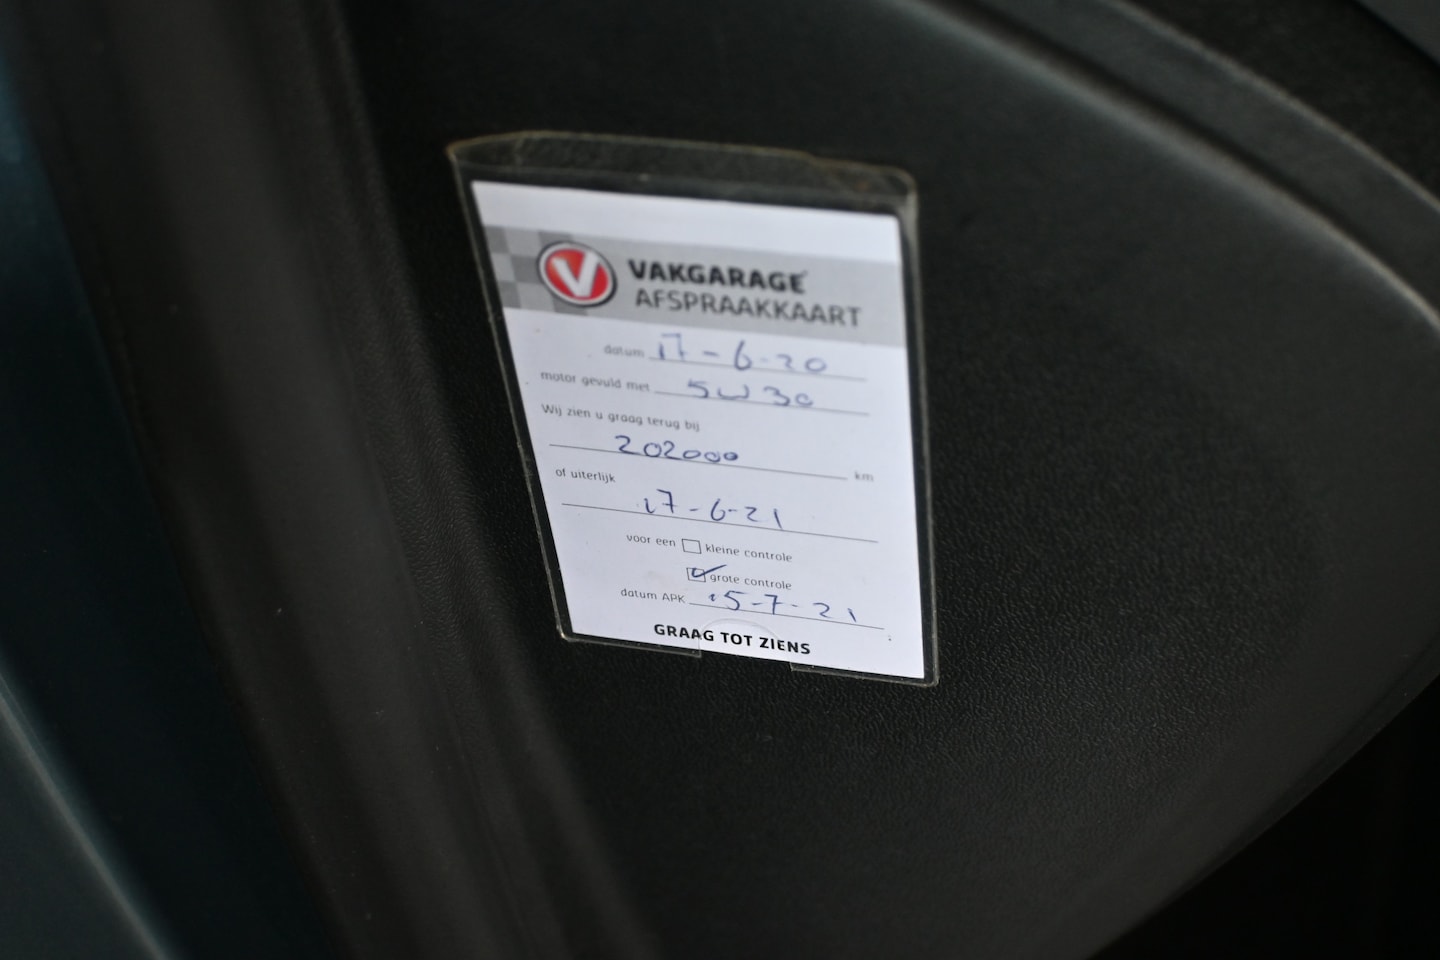 V
VAKGARAGE
AFSPRAAKKAART
datum 17-6-20
motor gevuld met 5W30
Wij zien u graag terug bij
202000 km
of uiterlijk
17-6-21
voor een kleine controle
grote controle
datum APK 15-7-21
GRAAG TOT ZIENS